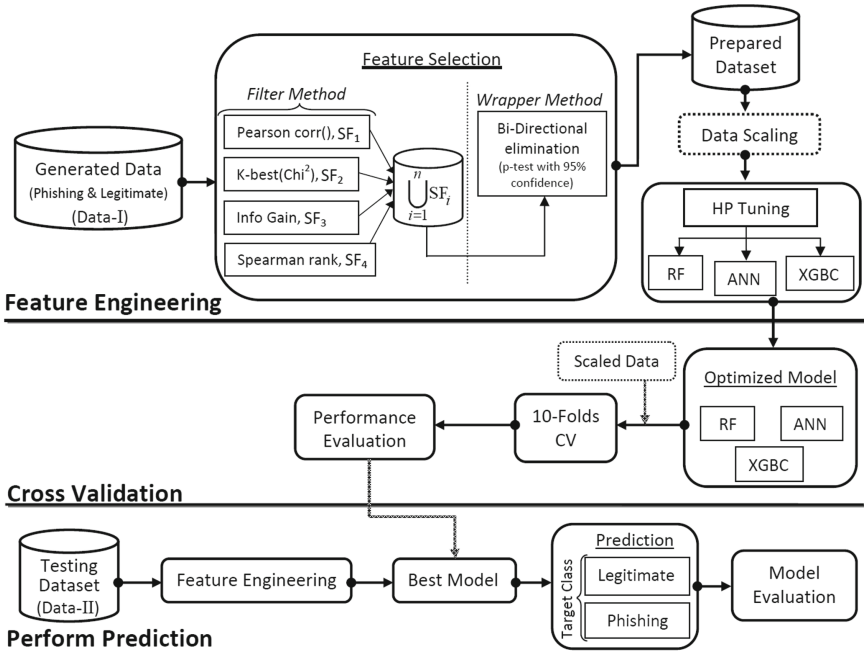 Feature Selection
Filter Method
Pearson corr(), SF1
K-best(Chi²), SF2
Info Gain, SF3
Spearman rank, SF4
n
⋃SFi
i=1
Wrapper Method
Bi-Directional
elimination
(p-test with 95%
confidence)
Generated Data
(Phishing & Legitimate)
(Data-I)
Prepared
Dataset
Data Scaling
HP Tuning
RF
ANN
XGBC
Feature Engineering
Scaled Data
Optimized Model
RF
ANN
XGBC
10-Folds
CV
Performance
Evaluation
Cross Validation
Testing
Dataset
(Data-II)
Feature Engineering
Best Model
Prediction
Target Class
Legitimate
Phishing
Model
Evaluation
Perform Prediction